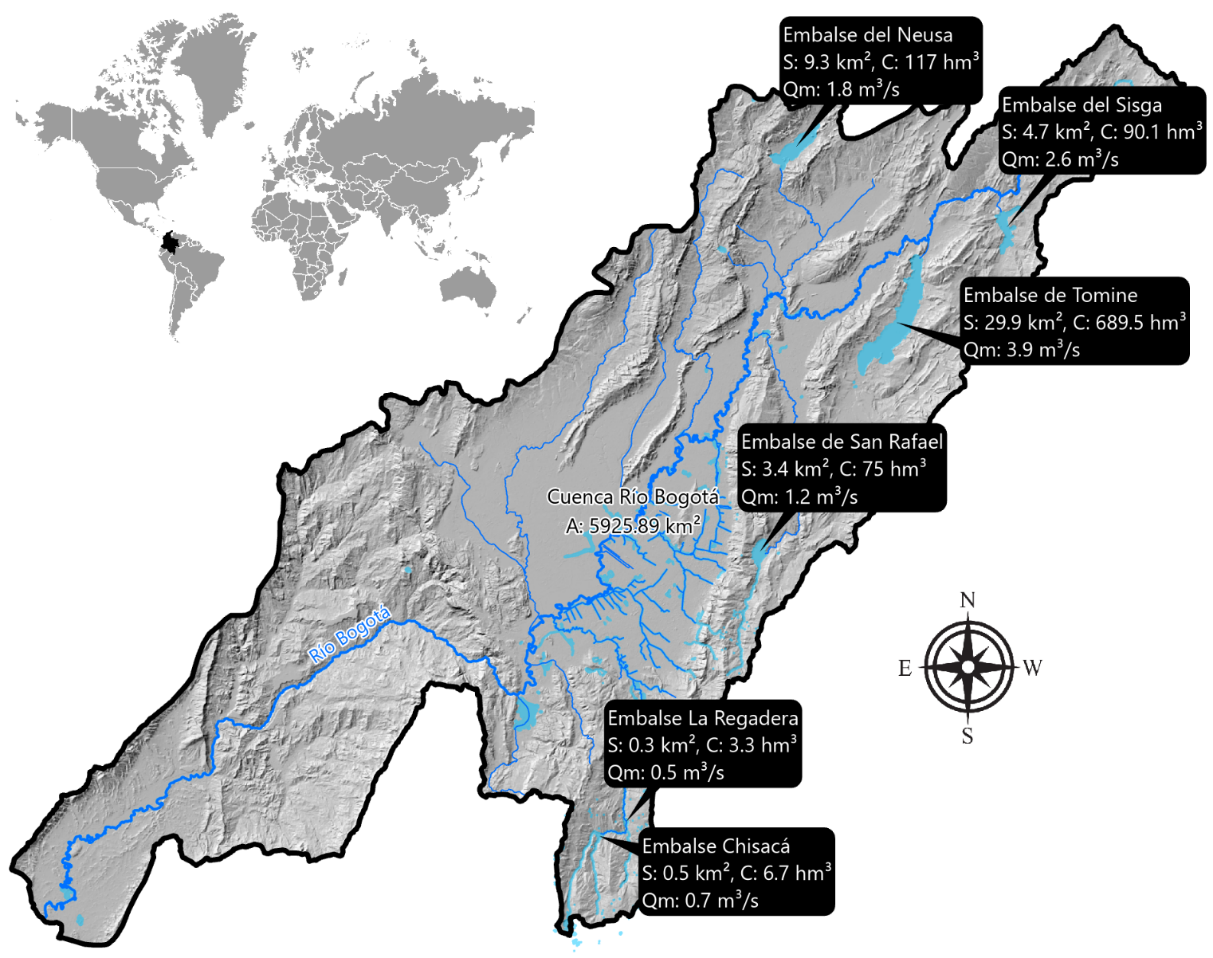 Embalse del Neusa
S: 9.3 km², C: 117 hm³
Qm: 1.8 m³/s
Embalse del Sisga
S: 4.7 km², C: 90.1 hm³
Qm: 2.6 m³/s
Embalse de Tomine
S: 29.9 km², C: 689.5 hm³
Qm: 3.9 m³/s
Embalse de San Rafael
S: 3.4 km², C: 75 hm³
Qm: 1.2 m³/s
Cuenca Río Bogotá
A: 5925.89 km²
Río Bogotá
N
E
W
S
Embalse La Regadera
S: 0.3 km², C: 3.3 hm³
Qm: 0.5 m³/s
Embalse Chisacá
S: 0.5 km², C: 6.7 hm³
Qm: 0.7 m³/s